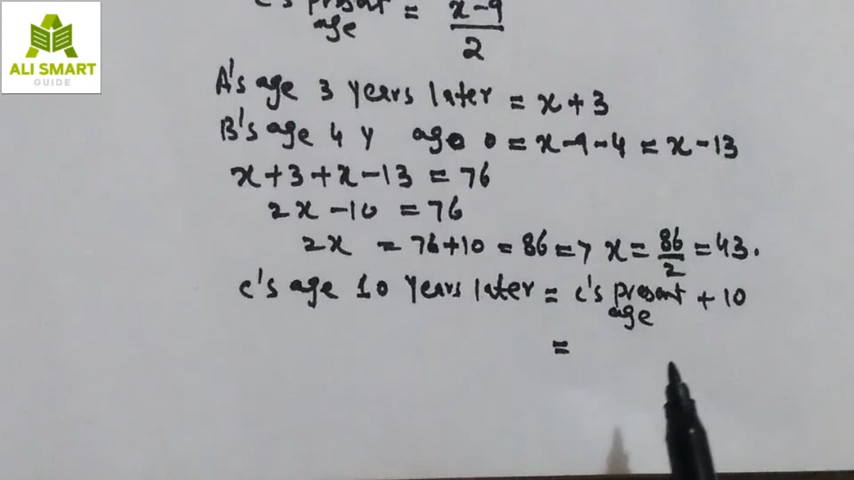 ALI SMART
GUIDE
c's present age = x-9/2
A's age 3 years later = x+3
B's age 4 y ago = x-9-4 = x-13
x+3+x-13 = 76
2x -10 = 76
2x = 76+10 = 86 => x = 86/2 = 43.
c's age 10 years later = c's present age + 10
=